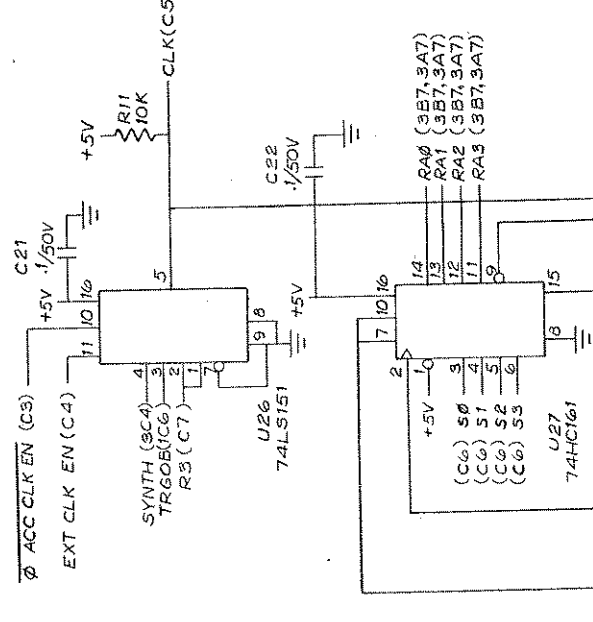 CLK(C5
+5V
R11
10K
C21
.1/50V
+5V
16
10
11
5
4
3
2
1
7
9
8
U26
74LS151
Ø ACC CLK EN (C3)
EXT CLK EN (C4)
SYNTH (3C4)
TRGOB(1C6)
R3 (C7)
C22
.1/50V
+5V
16
10
7
2
14
13
12
11
9
15
8
1
3
4
5
6
RAØ (3B7, 3A7)
RA1 (3B7, 3A7)
RA2 (3B7, 3A7)
RA3 (3B7, 3A7)
+5V
(C6) SØ
(C6) S1
(C6) S2
(C6) S3
U27
74HC161